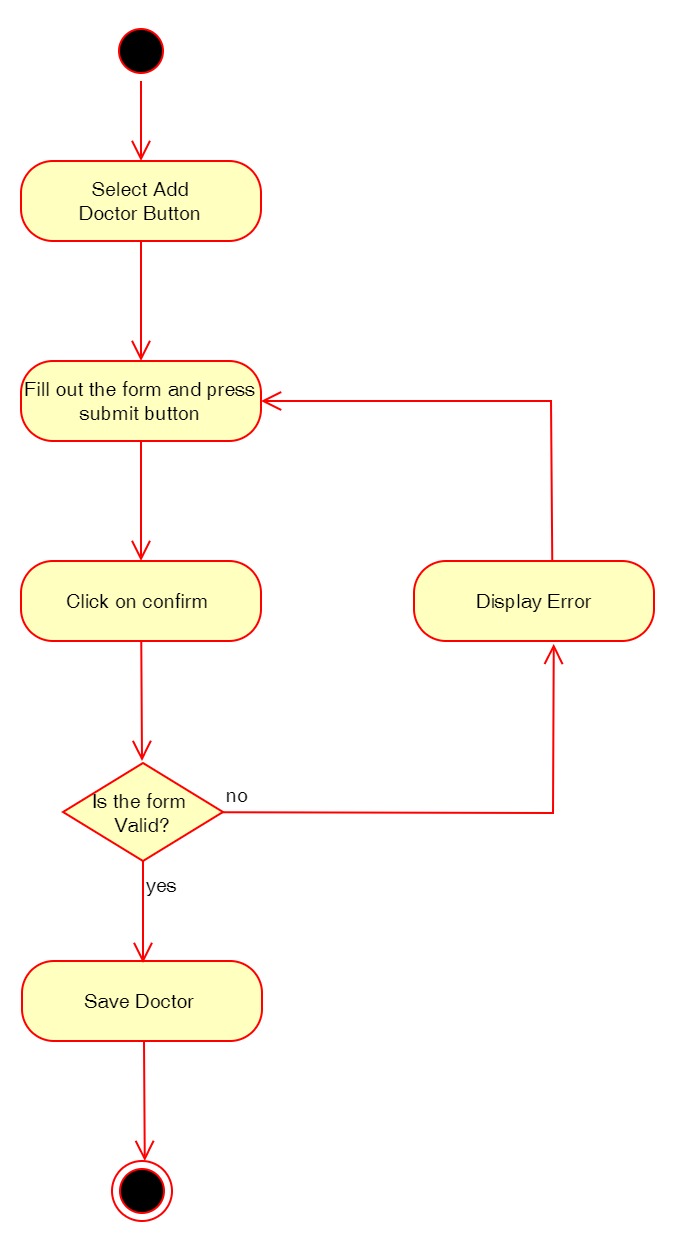 Select Add
Doctor Button
Fill out the form and press
submit button
Click on confirm
Display Error
Is the form
Valid?
no
yes
Save Doctor